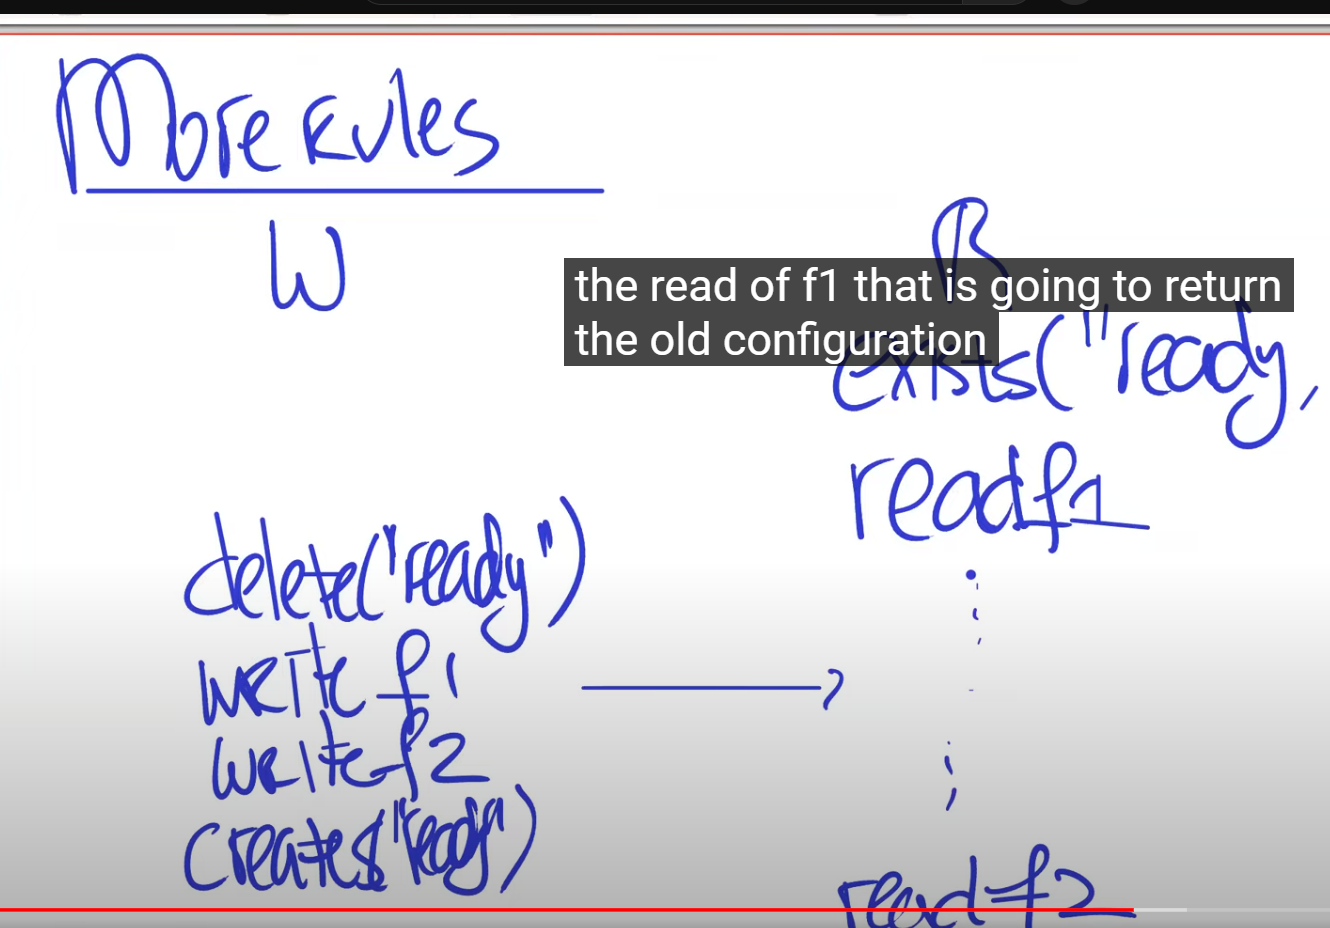 More Rules
W
R
the read of f1 that is going to return
the old configuration
exists("ready,
read f1
delete("ready")
write f1
write f2
create("ready")
read f2